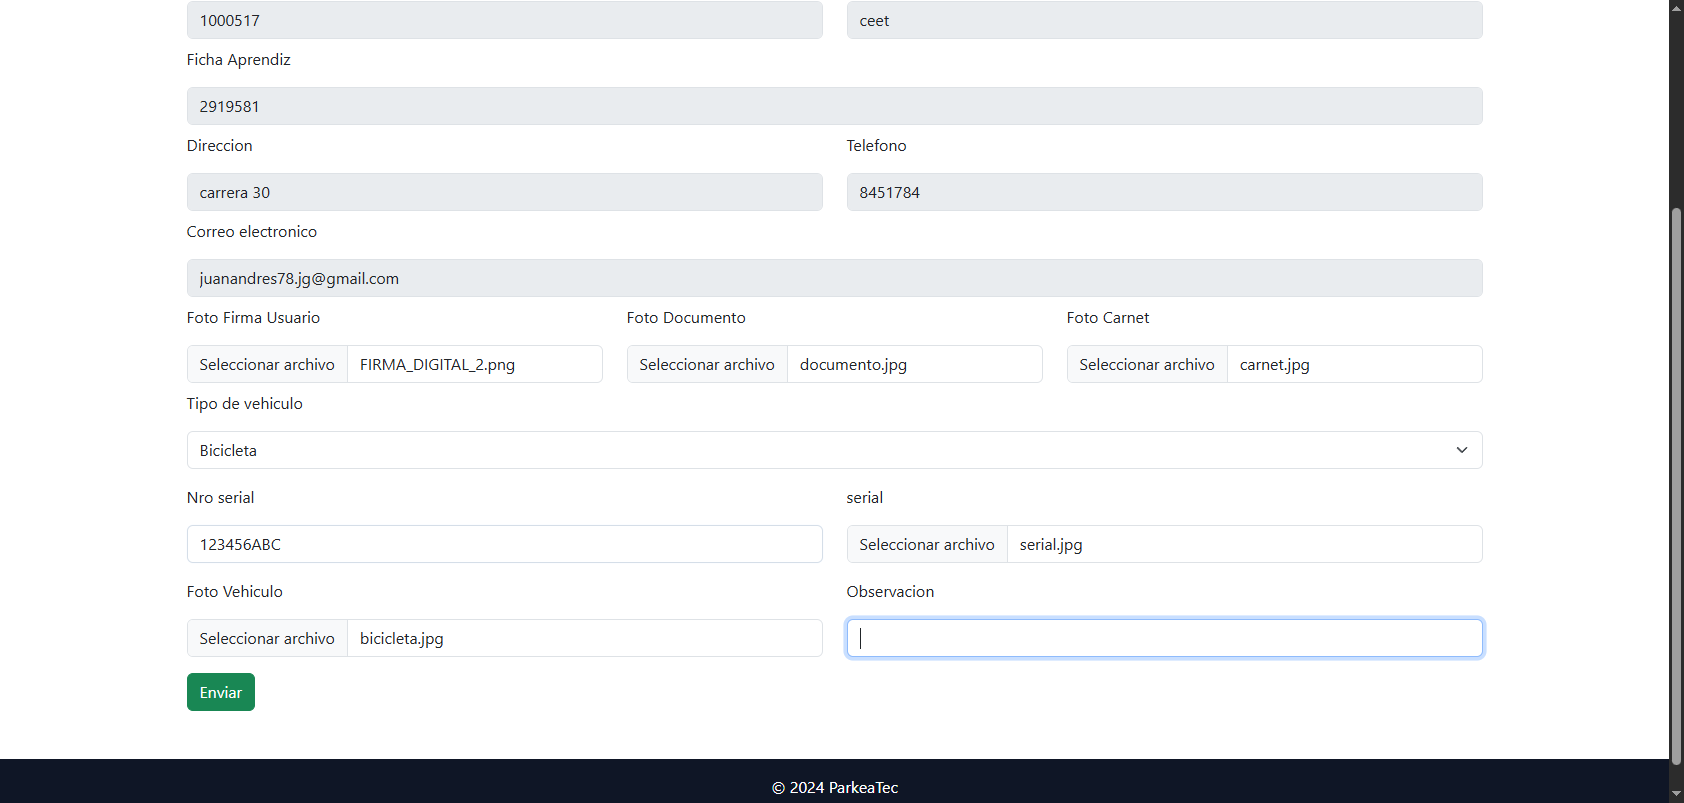 1000517 ceet
Ficha Aprendiz
2919581
Direccion Telefono
carrera 30 8451784
Correo electronico
juanandres78.jg@gmail.com
Foto Firma Usuario Foto Documento Foto Carnet
Seleccionar archivo FIRMA_DIGITAL_2.png Seleccionar archivo documento.jpg Seleccionar archivo carnet.jpg
Tipo de vehiculo
Bicicleta
Nro serial serial
123456ABC Seleccionar archivo serial.jpg
Foto Vehiculo Observacion
Seleccionar archivo bicicleta.jpg
Enviar
© 2024 ParkeaTec